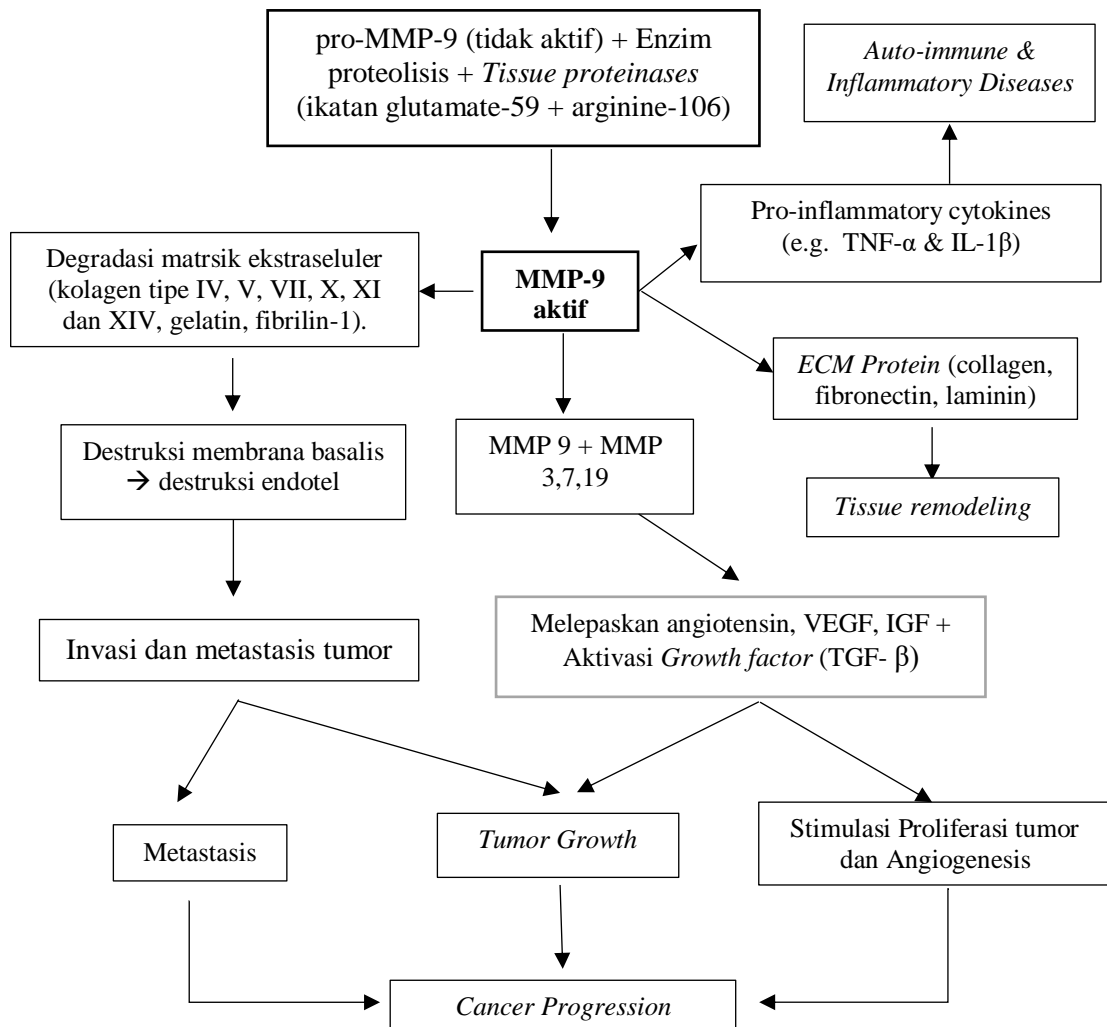 pro-MMP-9 (tidak aktif) + Enzim
proteolisis + Tissue proteinases
(ikatan glutamate-59 + arginine-106)
Auto-immune &
Inflammatory Diseases
Pro-inflammatory cytokines
(e.g. TNF-α & IL-1β)
Degradasi matrsik ekstraseluler
(kolagen tipe IV, V, VII, X, XI
dan XIV, gelatin, fibrilin-1).
MMP-9
aktif
ECM Protein (collagen,
fibronectin, laminin)
Destruksi membrana basalis
→ destruksi endotel
MMP 9 + MMP
3,7,19
Tissue remodeling
Invasi dan metastasis tumor
Melepaskan angiotensin, VEGF, IGF +
Aktivasi Growth factor (TGF- β)
Metastasis
Tumor Growth
Stimulasi Proliferasi tumor
dan Angiogenesis
Cancer Progression